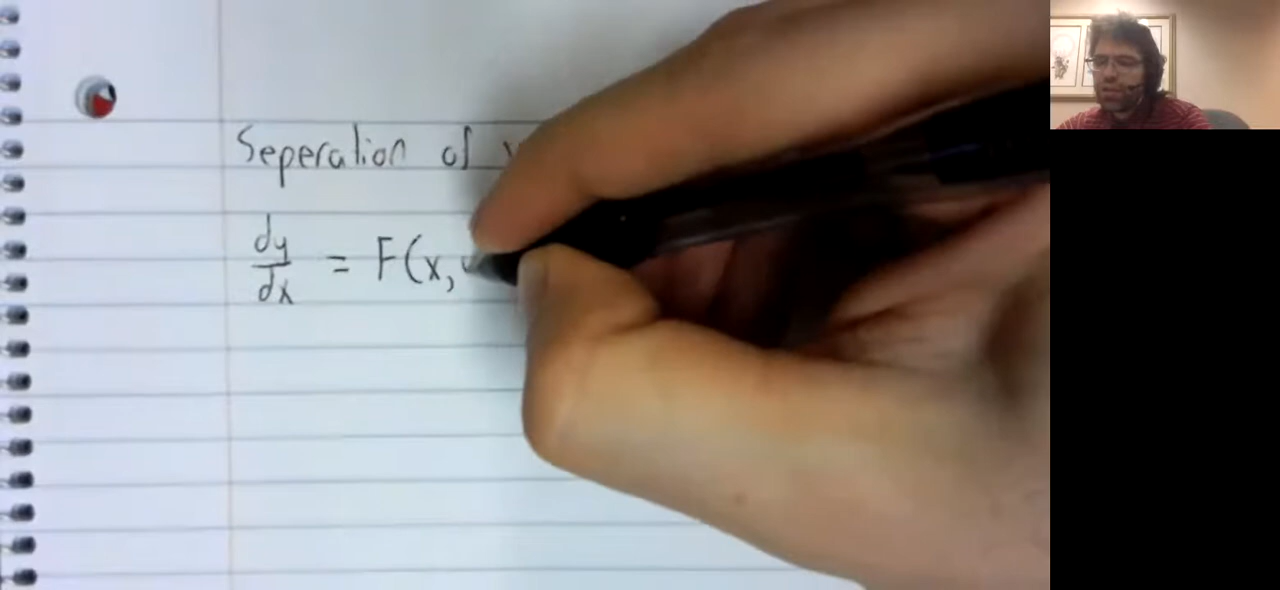 Seperation of
dy/dx = F(x,